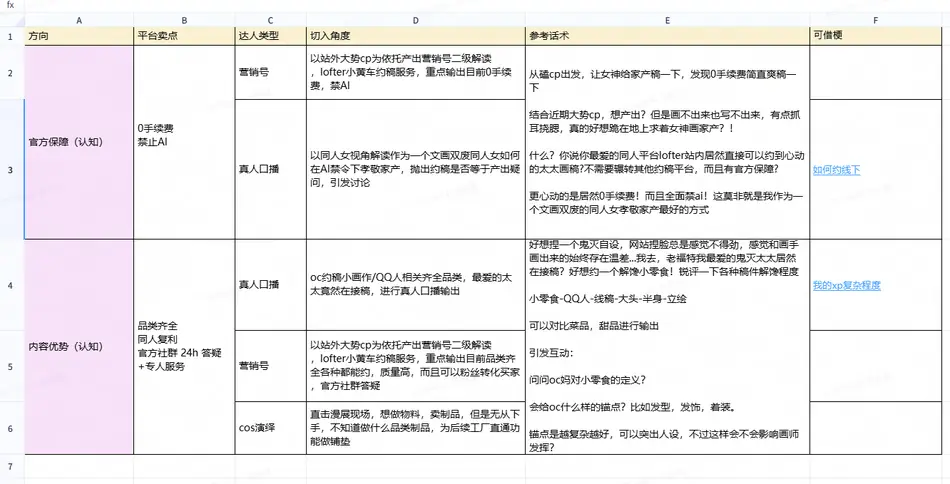 fx
A B C D E F
1 方向 平台卖点 达人类型 切入角度 参考话术 可借梗
2
营销号
以站外大势cp为依托产出营销号二级解读
，lofter小黄车约稿服务，重点输出目前0手续
费，禁AI
从磕cp出发，让女神给家产稿一下，发现0手续费简直爽稿一
下
官方保障（认知）
0手续费
禁止AI
3
真人口播
以同人女视角解读作为一个文画双废同人女如何
在AI禁令下孝敬家产，抛出约稿是否等于产出疑
问，引发讨论
结合近期大势cp，想产出？但是画不出来也写不出来，有点抓
耳挠腮，真的好想跪在地上求着女神画家产？！
什么？你说你最爱的同人平台lofter站内居然直接可以约到心动
的太太画稿?不需要辗转其他约稿平台，而且有官方保障?
更心动的是居然0手续费！而且全面禁ai！这莫非就是我作为一
个文画双废的同人女孝敬家产最好的方式
如何约线下
4
真人口播
oc约稿小画作/QQ人相关齐全品类，最爱的太
太竟然在接稿，进行真人口播输出
好想捏一个鬼灭自设，网站捏脸总是感觉不得劲，感觉和画手
画出来的始终存在温差...我去，老福特我最爱的鬼灭太太居然
在接稿？好想约一个解馋小零食！锐评一下各种稿件解馋程度
小零食-QQ人-线稿-大头-半身-立绘
可以对比菜品，甜品进行输出
引发互动：
问问oc妈对小零食的定义?
会给oc什么样的锚点？比如发型，发饰，着装。
锚点是越复杂越好，可以突出人设，不过这样会不会影响画师
发挥?
我的xp复杂程度
内容优势（认知）
品类齐全
同人复利
官方社群 24h 答疑
+专人服务
5
营销号
以站外大势cp为依托产出营销号二级解读
，lofter小黄车约稿服务，重点输出目前品类齐
全各种都能约，质量高，而且可以粉丝转化买家
，官方社群答疑
6
cos演绎
直击漫展现场，想做物料，卖制品，但是无从下
手，不知道做什么品类制品，为后续工厂直通功
能做铺垫
7